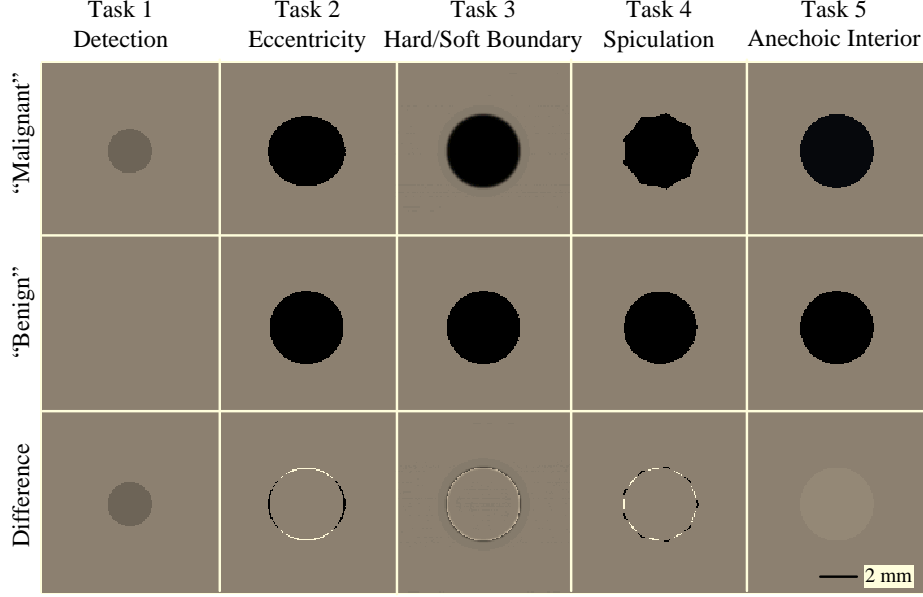 Task 1
Detection
Task 2
Eccentricity
Task 3
Hard/Soft Boundary
Task 4
Spiculation
Task 5
Anechoic Interior
“Malignant”
“Benign”
Difference
2 mm